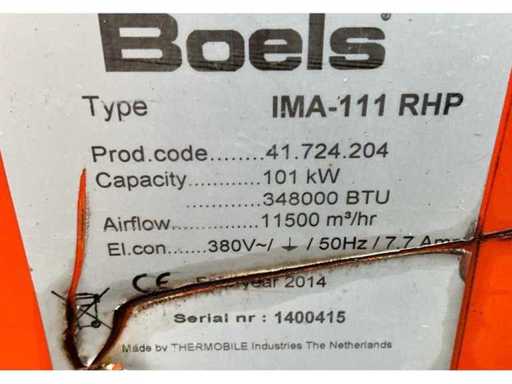 Boels
Type IMA-111 RHP
Prod.code........41.724.204
Capacity............101 kW
348000 BTU
Airflow...............11500 m³/hr
El.con......380V~/⏚/50Hz/7.7
CE year 2014
Serial nr : 1400415
Made by THERMOBILE Industries The Netherlands